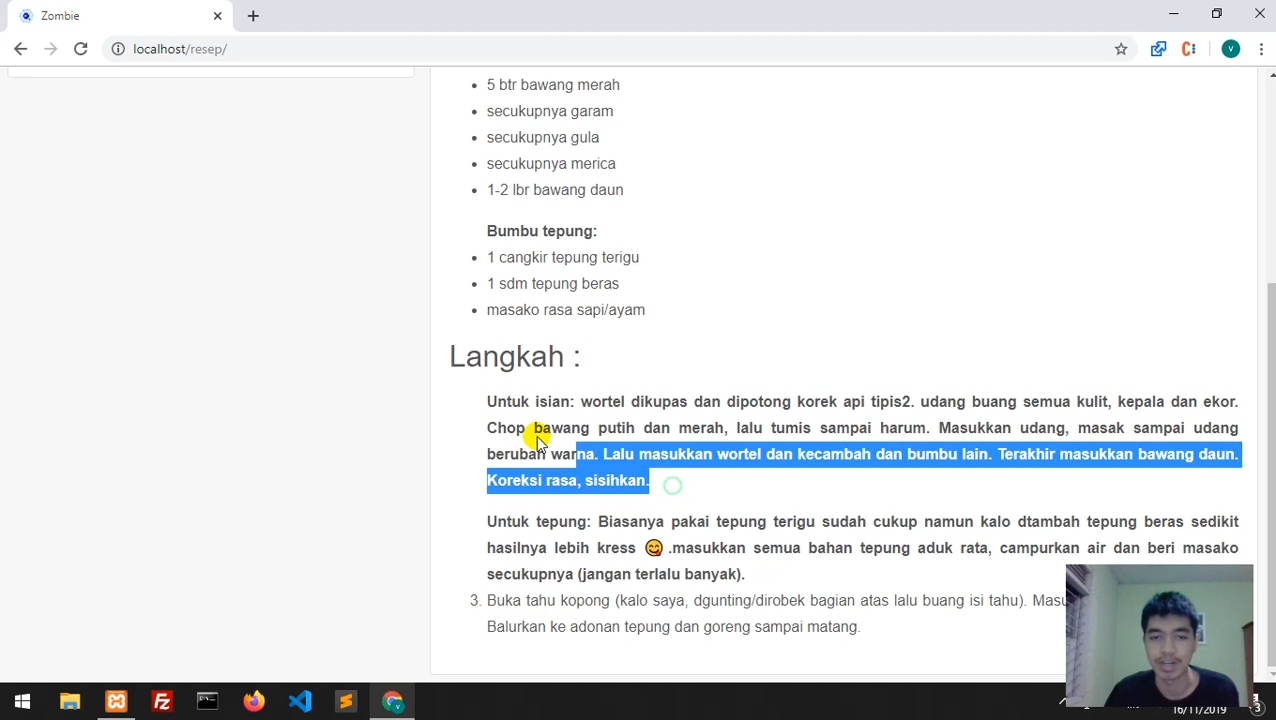 Zombie
localhost/resep/
V
5 btr bawang merah
secukupnya garam
secukupnya gula
secukupnya merica
1-2 lbr bawang daun
Bumbu tepung:
1 cangkir tepung terigu
1 sdm tepung beras
masako rasa sapi/ayam
Langkah :
Untuk isian: wortel dikupas dan dipotong korek api tipis2. udang buang semua kulit, kepala dan ekor.
Chop bawang putih dan merah, lalu tumis sampai harum. Masukkan udang, masak sampai udang
berubah warna. Lalu masukkan wortel dan kecambah dan bumbu lain. Terakhir masukkan bawang daun.
Koreksi rasa, sisihkan.
Untuk tepung: Biasanya pakai tepung terigu sudah cukup namun kalo dtambah tepung beras sedikit
hasilnya lebih kress 😋 .masukkan semua bahan tepung aduk rata, campurkan air dan beri masako
secukupnya (jangan terlalu banyak).
3. Buka tahu kopong (kalo saya, dgunting/dirobek bagian atas lalu buang isi tahu).
Balurkan ke adonan tepung dan goreng sampai matang.
16/11/2019
3